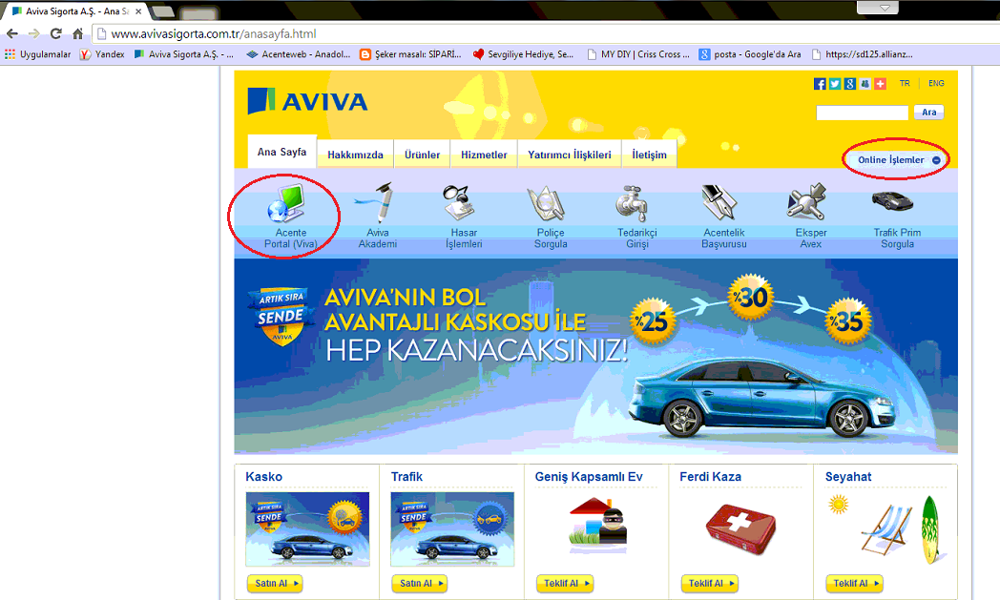 Aviva Sigorta A.Ş. - Ana Sa
www.avivasigorta.com.tr/anasayfa.html
Uygulamalar Yandex Aviva Sigorta A.Ş. - ... Acenteweb - Anadol... Şeker masalı: SİPARİ... Sevgiliye Hediye, Se... MY DIY | Criss Cross ... posta - Google'da Ara https://sd125.allianz...
AVIVA
TR ENG
Ara
Ana Sayfa Hakkımızda Ürünler Hizmetler Yatırımcı İlişkileri İletişim Online İşlemler
Acente Portal (Viva)
Aviva Akademi
Hasar İşlemleri
Poliçe Sorgula
Tedarikçi Girişi
Acentelik Başvurusu
Eksper Avex
Trafik Prim Sorgula
ARTIK SIRA
SENDE
AVIVA
AVIVA'NIN BOL
AVANTAJLI KASKOSU İLE
HEP KAZANACAKSINIZ!
%25 %30 %35
Kasko Trafik Geniş Kapsamlı Ev Ferdi Kaza Seyahat
ARTIK SIRA SENDE ARTIK SIRA SENDE
Satın Al Satın Al Teklif Al Teklif Al Teklif Al